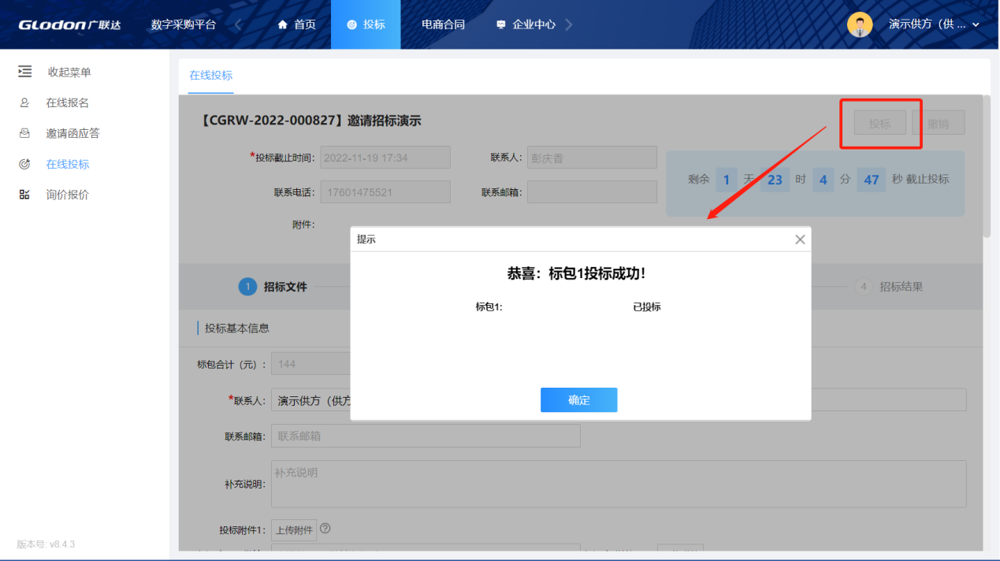 Glodon广联达 数字采购平台 首页 投标 电商合同 企业中心 演示供方（供 ...
收起菜单
在线报名
邀请函应答
在线投标
询价报价
版本号: v8.4.3
在线投标
【CGRW-2022-000827】邀请招标演示
投标 撤销
*投标截止时间: 2022-11-19 17:34 联系人: 彭庆香
剩余 1 天 23 时 4 分 47 秒 截止投标
联系电话: 17601475521 联系邮箱:
附件:
1 招标文件 4 招标结果
提示
恭喜：标包1投标成功！
标包1: 已投标
确定
投标基本信息
标包合计（元）: 144
*联系人: 演示供方（供方
联系邮箱: 联系邮箱
补充说明: 补充说明
投标附件1: 上传附件